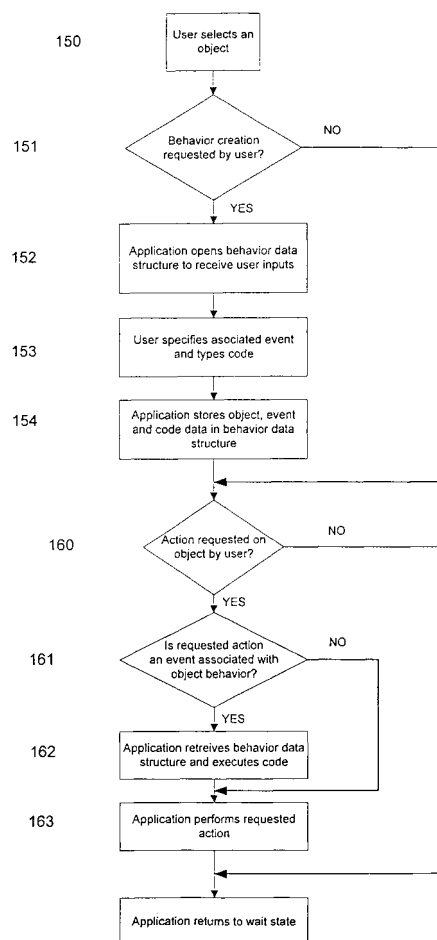 150
User selects an
object
151
Behavior creation
requested by user?
NO
YES
152
Application opens behavior data
structure to receive user inputs
153
User specifies asociated event
and types code
154
Application stores object, event
and code data in behavior data
structure
160
Action requested on
object by user?
NO
YES
161
Is requested action
an event associated with
object behavior?
NO
YES
162
Application retreives behavior data
structure and executes code
163
Application performs requested
action
Application returns to wait state